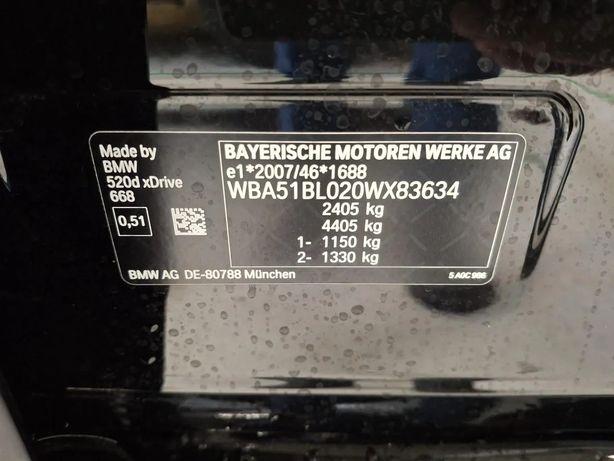 Made by
BMW
520d xDrive
668
0,51
BAYERISCHE MOTOREN WERKE AG
e1*2007/46*1688
WBA51BL020WX83634
2405 kg
4405 kg
1- 1150 kg
2- 1330 kg
BMW AG DE-80788 München
5 A0C 9B6